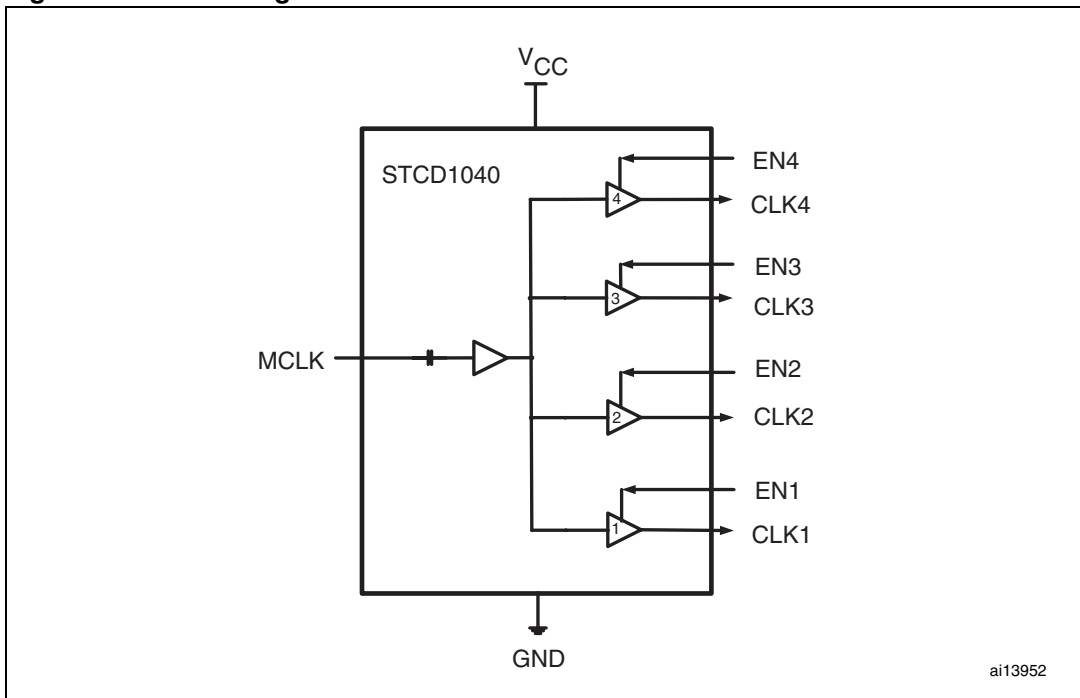 VCC
STCD1040
EN4
4
CLK4
EN3
3
CLK3
MCLK
EN2
2
CLK2
EN1
1
CLK1
GND
ai13952